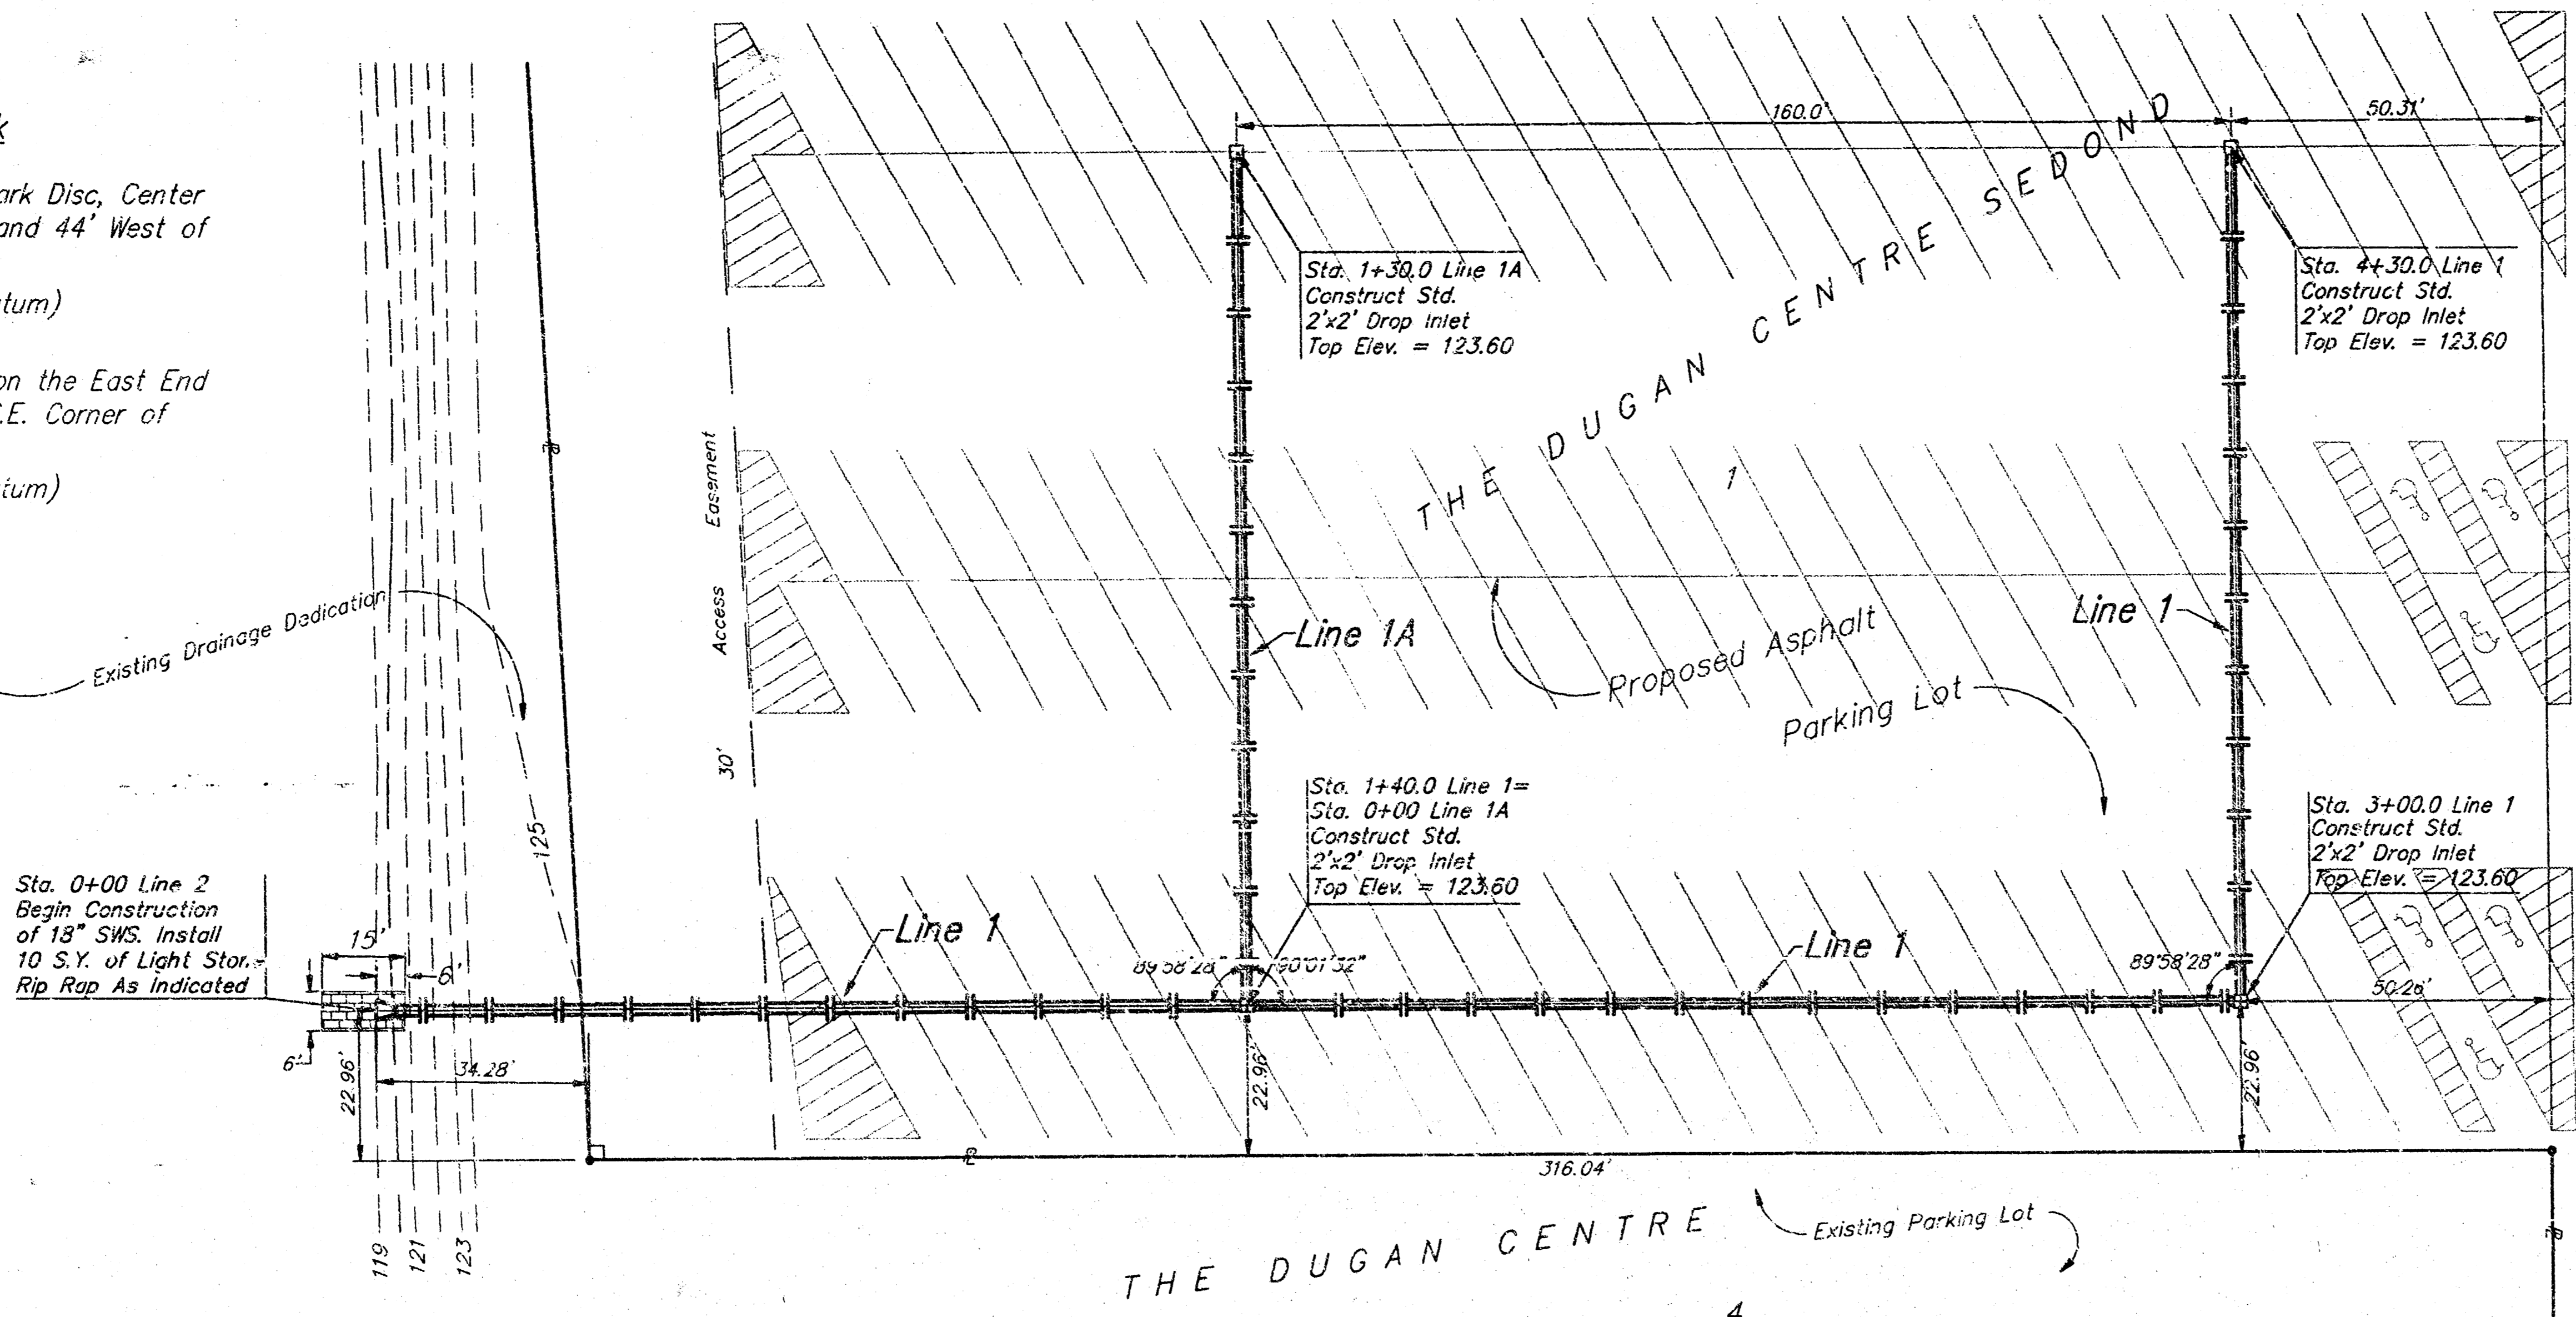 ark Disc, Center
and 44' West of
tum)
on the East End
.E. Corner of
tum)
160.0'
50.31'
THE DUGAN CENTRE SEDOND
1
Sta. 1+30.0 Line 1A
Construct Std.
2'x2' Drop Inlet
Top Elev. = 123.60
Sta. 4+30.0 Line 1
Construct Std.
2'x2' Drop Inlet
Top Elev. = 123.60
30' Access Easement
Existing Drainage Dedication
125
Line 1A
Line 1
Proposed Asphalt
Parking Lot
Sta. 1+40.0 Line 1=
Sta. 0+00 Line 1A
Construct Std.
2'x2' Drop Inlet
Top Elev. = 123.60
Sta. 3+00.0 Line 1
Construct Std.
2'x2' Drop Inlet
Top Elev. = 123.60
Sta. 0+00 Line 2
Begin Construction
of 18" SWS. Install
10 S.Y. of Light Stone
Rip Rap As Indicated
15'
6'
Line 1
89°58'28"
90°01'32"
Line 1
89°58'28"
50.26'
6'
22.96'
34.28'
22.96'
22.96'
316.04'
119
121
123
THE DUGAN CENTRE
Existing Parking Lot
4